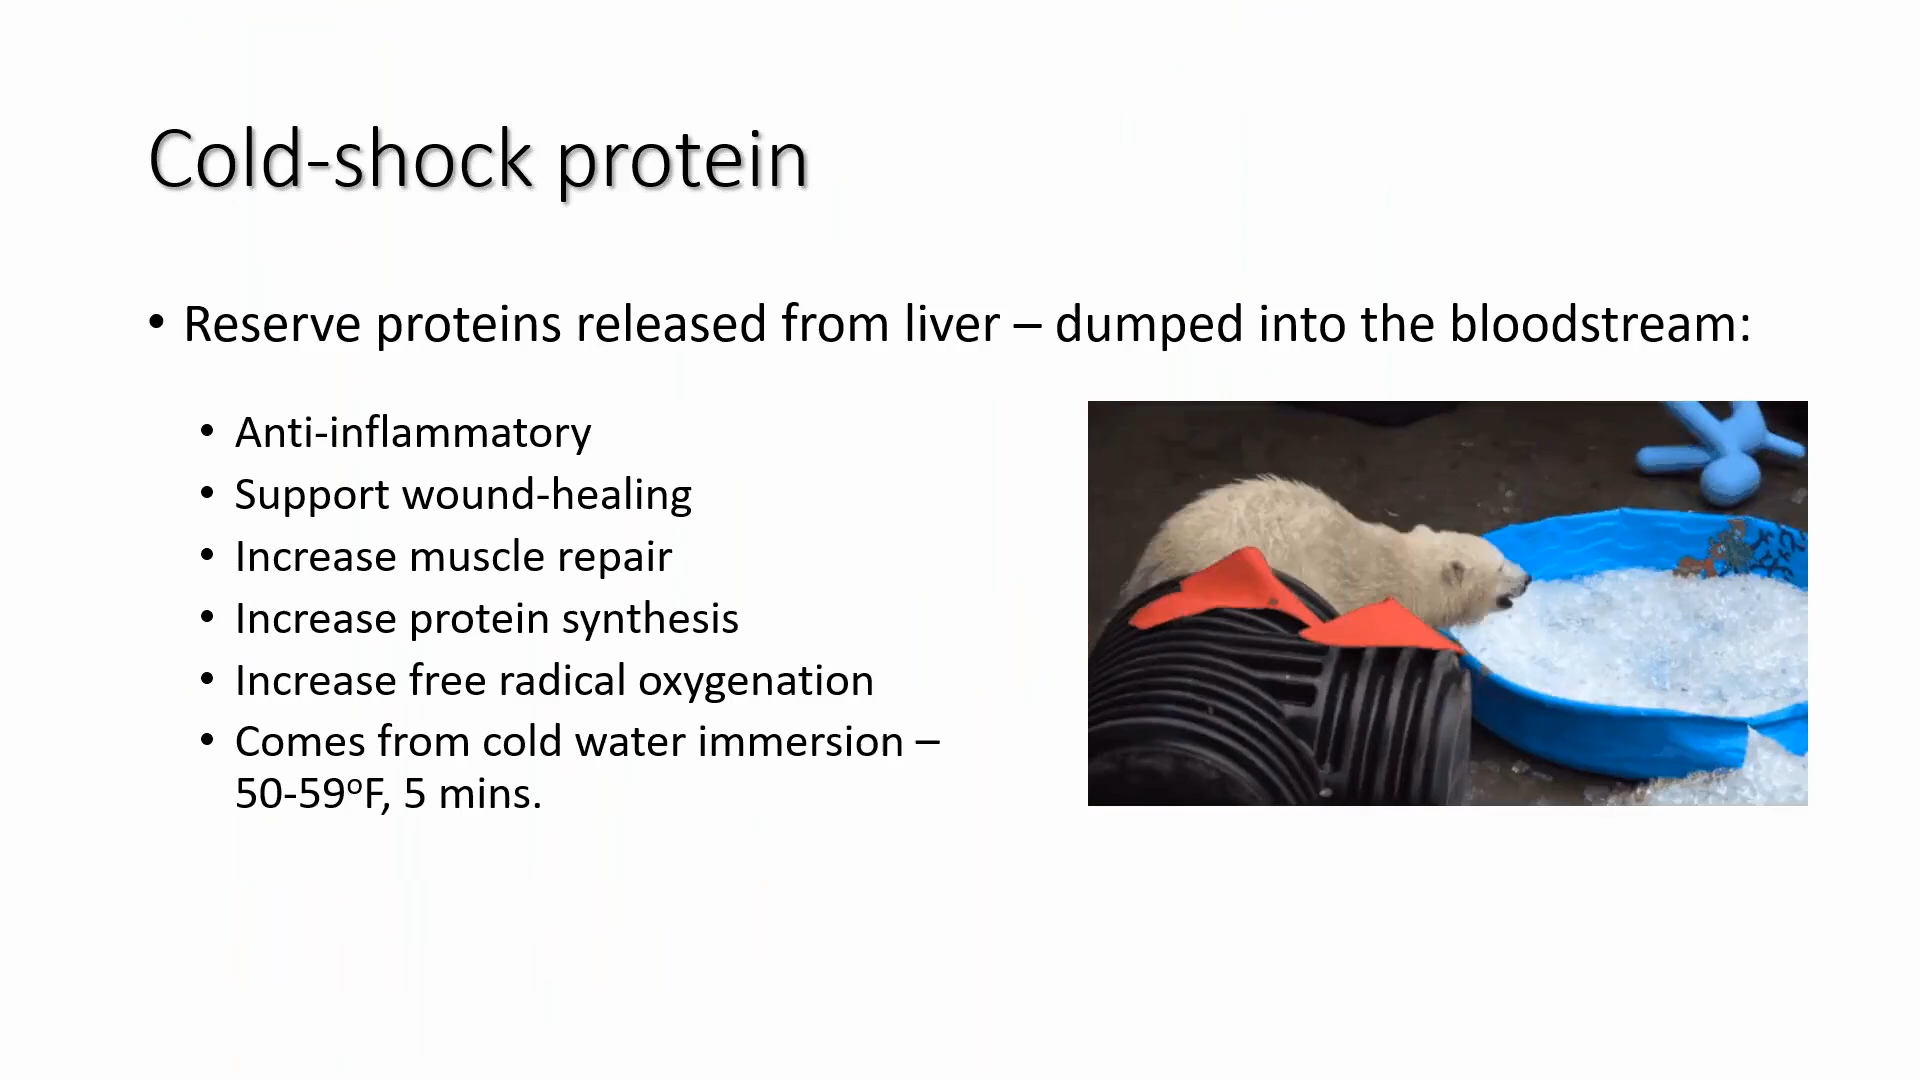 Cold-shock protein
• Reserve proteins released from liver – dumped into the bloodstream:
• Anti-inflammatory
• Support wound-healing
• Increase muscle repair
• Increase protein synthesis
• Increase free radical oxygenation
• Comes from cold water immersion –
50-59ºF, 5 mins.